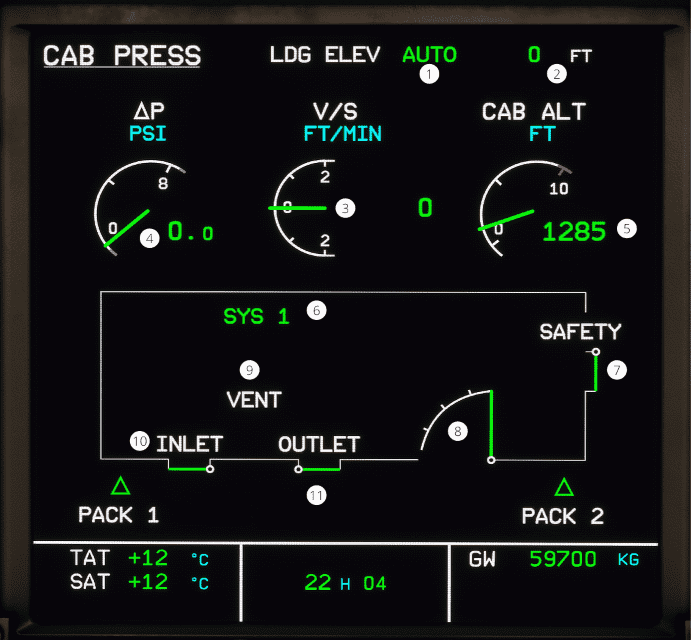 CAB PRESS LDG ELEV AUTO 0 FT
1 2
ΔP V/S CAB ALT
PSI FT/MIN FT
8 2 10
0 0 3 0 0
4 0.0 2 1285 5
SYS 1 6
SAFETY
9 7
VENT
8
10 INLET OUTLET
11
PACK 1 PACK 2
TAT +12 °C GW 59700 KG
SAT +12 °C 22 H 04